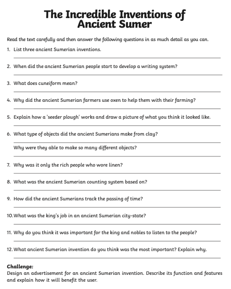 The Incredible Inventions of
Ancient Sumer
Read the text carefully and then answer the following questions in as much detail as you can.
1. List three ancient Sumerian inventions.
2. When did the ancient Sumerian people start to develop a writing system?
3. What does cuneiform mean?
4. Why did the ancient Sumerian farmers use oxen to help them with their farming?
5. Explain how a 'seeder plough' works and draw a picture of what you think it looked like.
6. What type of objects did the ancient Sumerians make from clay?
Why were they able to make so many different objects?
7. Why was it only the rich people who wore linen?
8. What was the ancient Sumerian counting system based on?
9. How did the ancient Sumerians track the passing of time?
10. What was the king's job in an ancient Sumerian city-state?
11. Why do you think it was important for the king and nobles to listen to the people?
12. What ancient Sumerian invention do you think was the most important? Explain why.
Challenge:
Design an advertisement for an ancient Sumerian invention. Describe its function and features
and explain how it will benefit the user.